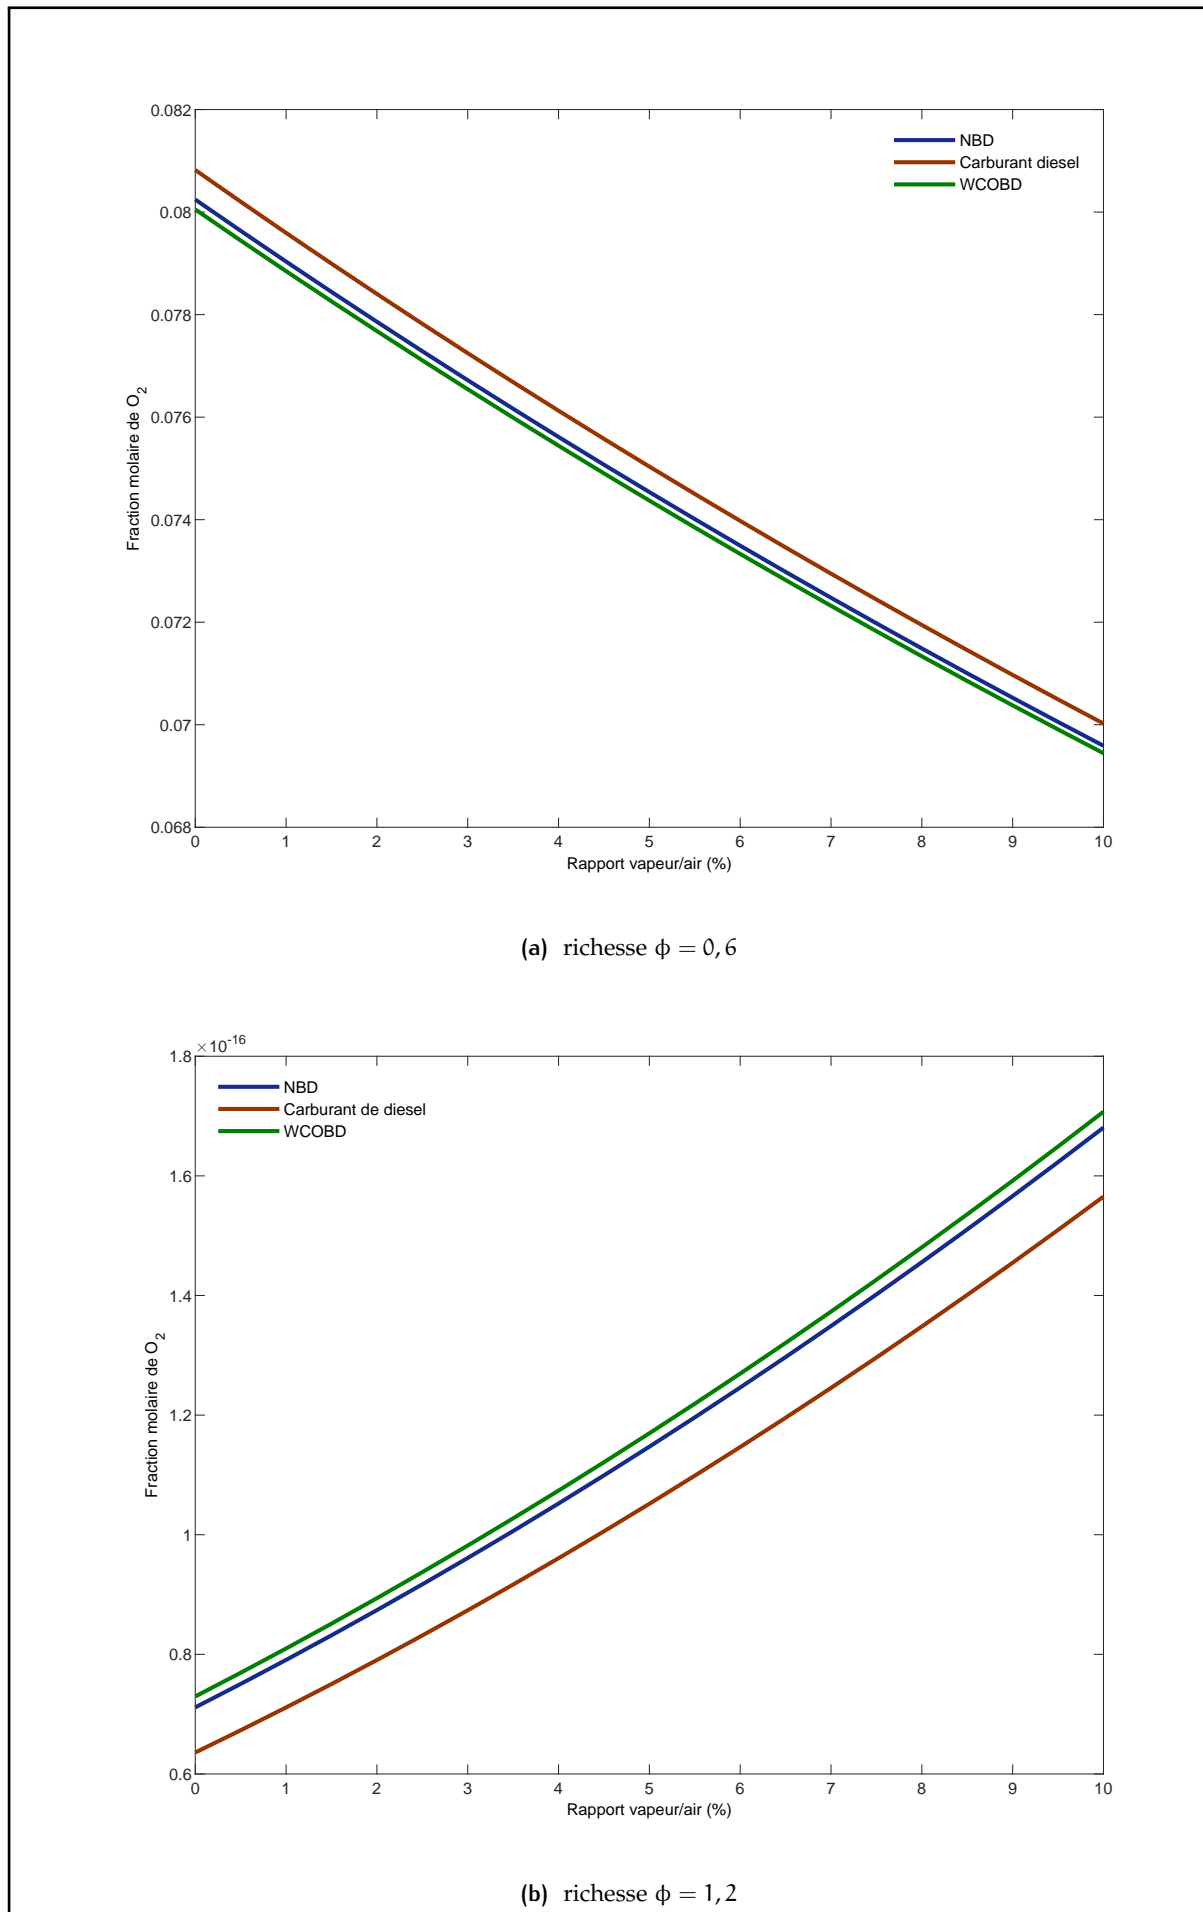 0.082
0.08
0.078
0.076
0.074
0.072
0.07
0.068
Fraction molaire de O2
NBD
Carburant diesel
WCOBD
0 1 2 3 4 5 6 7 8 9 10
Rapport vapeur/air (%)
(a) richesse ϕ = 0,6
×10-16
1.8
1.6
1.4
1.2
1
0.8
0.6
Fraction molaire de O2
NBD
Carburant de diesel
WCOBD
0 1 2 3 4 5 6 7 8 9 10
Rapport vapeur/air (%)
(b) richesse ϕ = 1,2